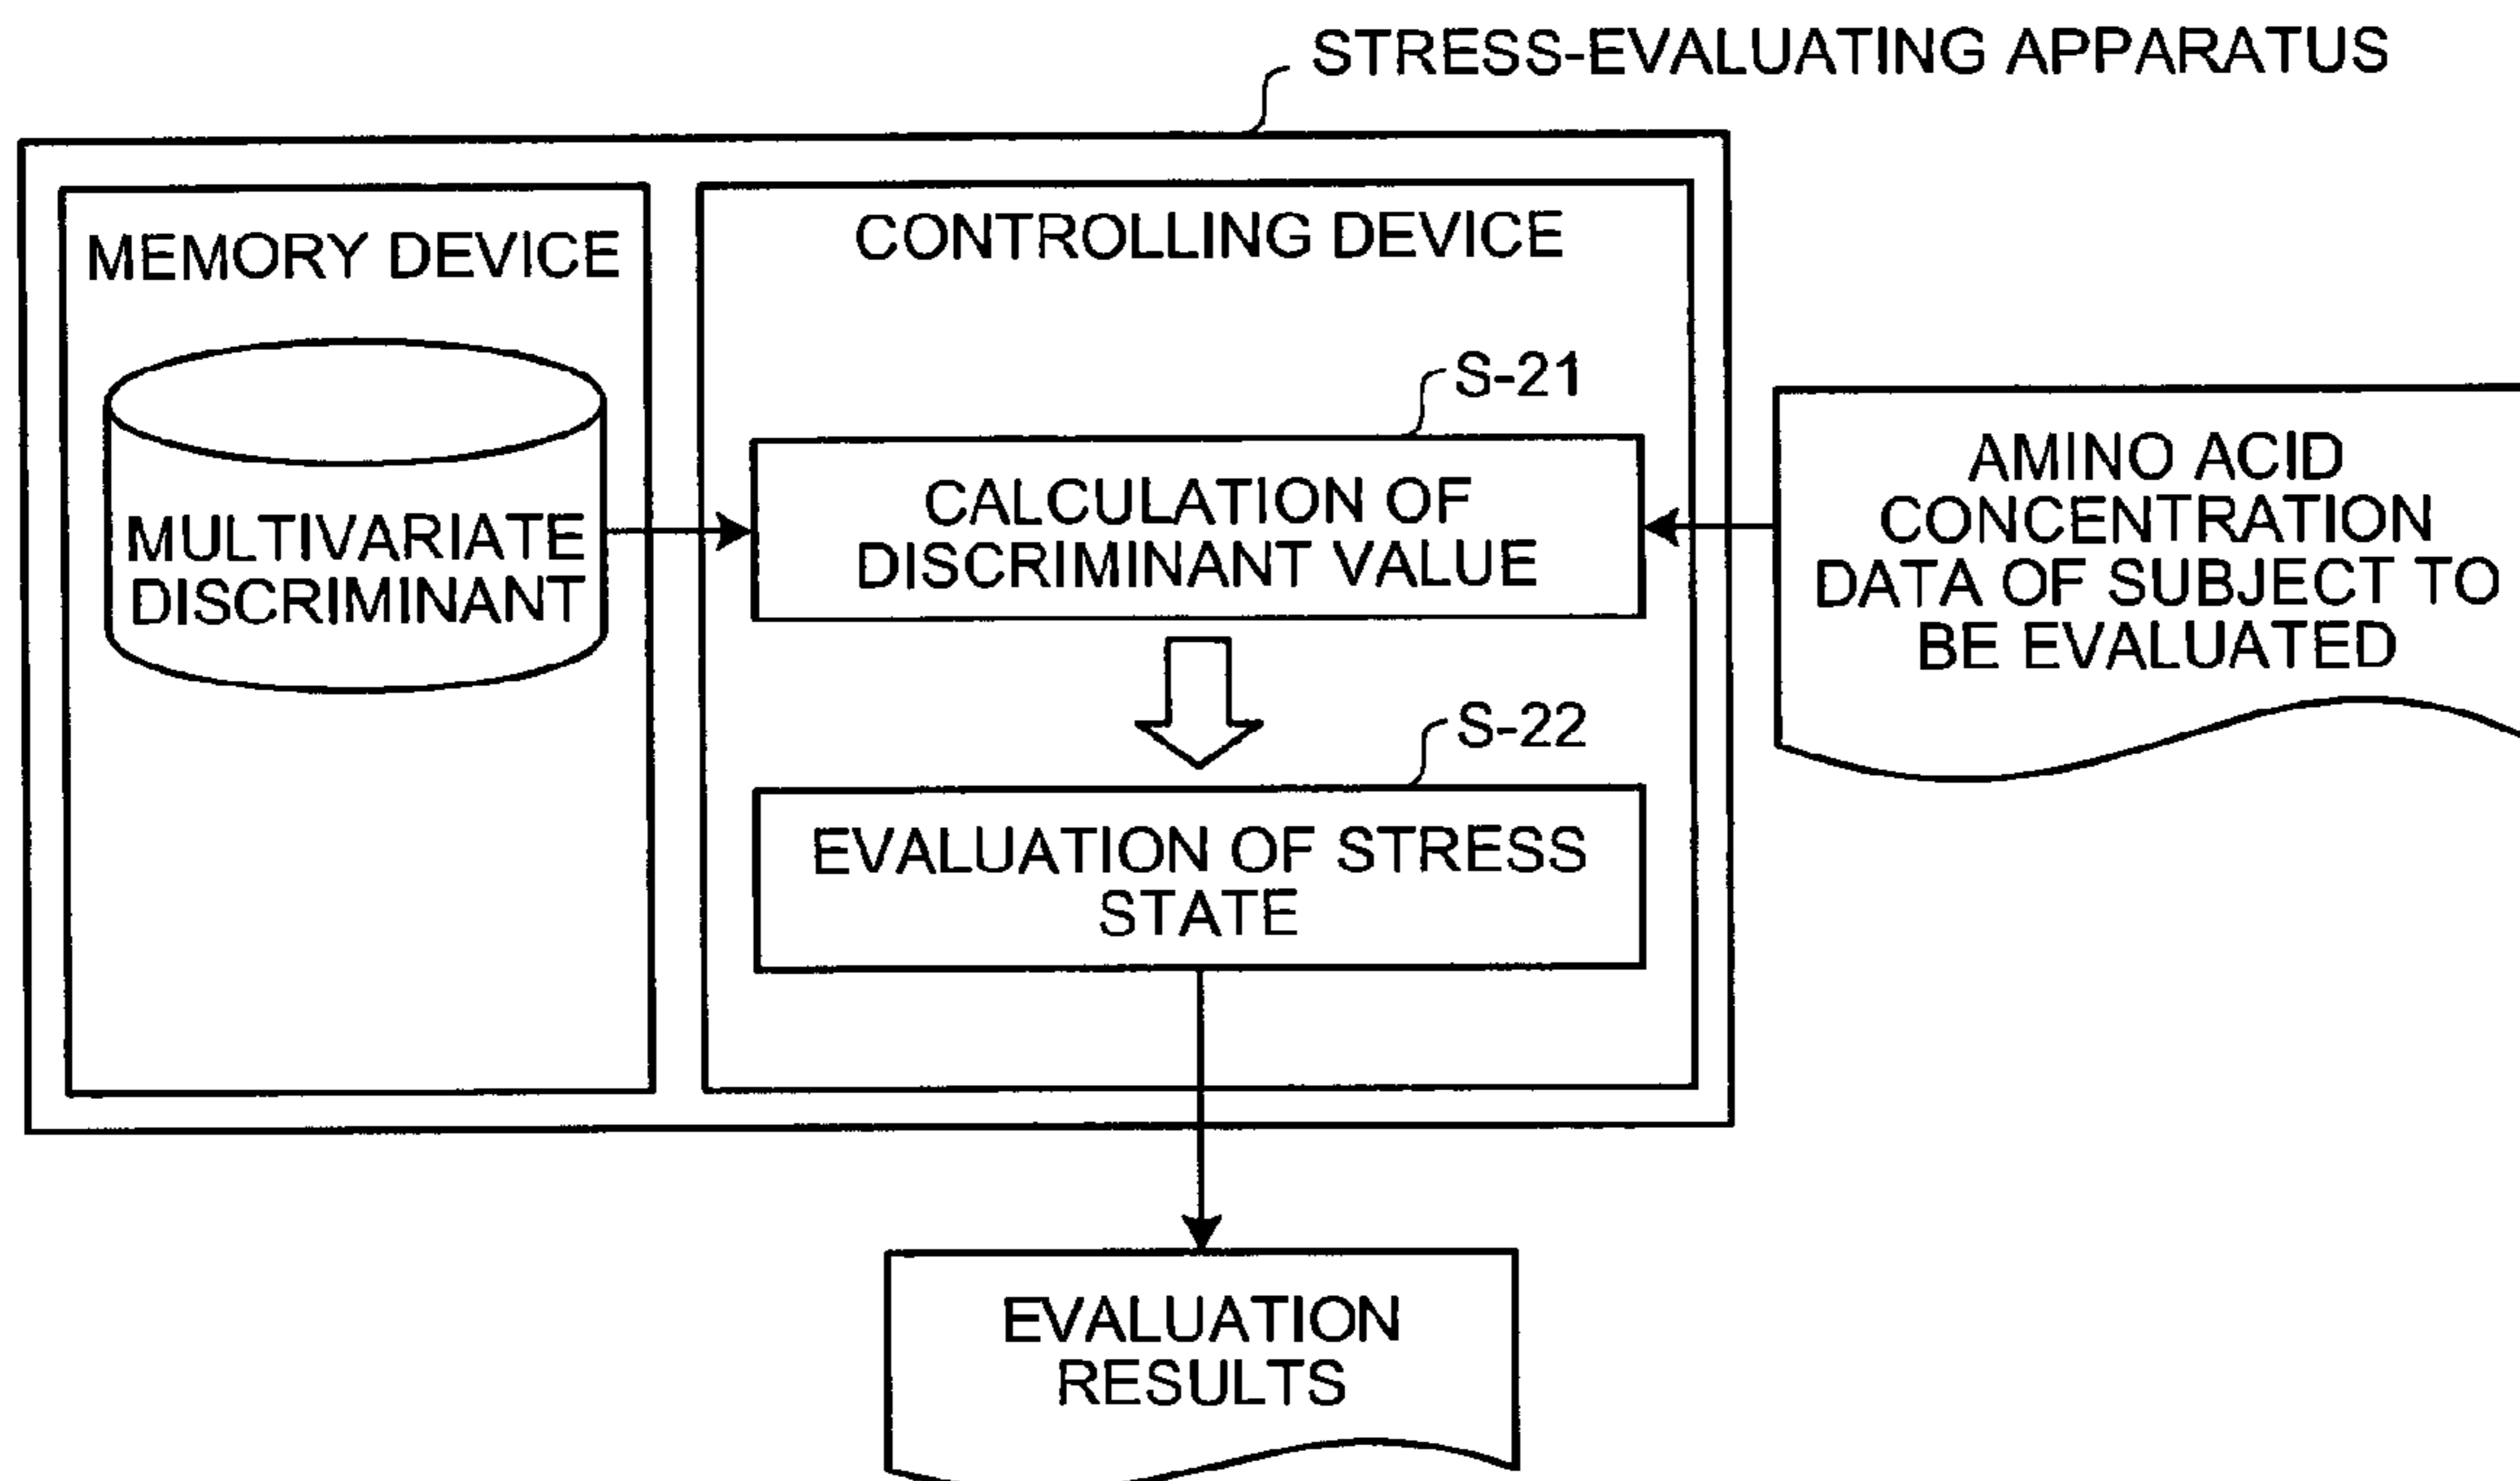 STRESS-EVALUATING APPARATUS
MEMORY DEVICE
MULTIVARIATE
DISCRIMINANT
CONTROLLING DEVICE
S-21
CALCULATION OF
DISCRIMINANT VALUE
S-22
EVALUATION OF STRESS
STATE
AMINO ACID
CONCENTRATION
DATA OF SUBJECT TO
BE EVALUATED
EVALUATION
RESULTS